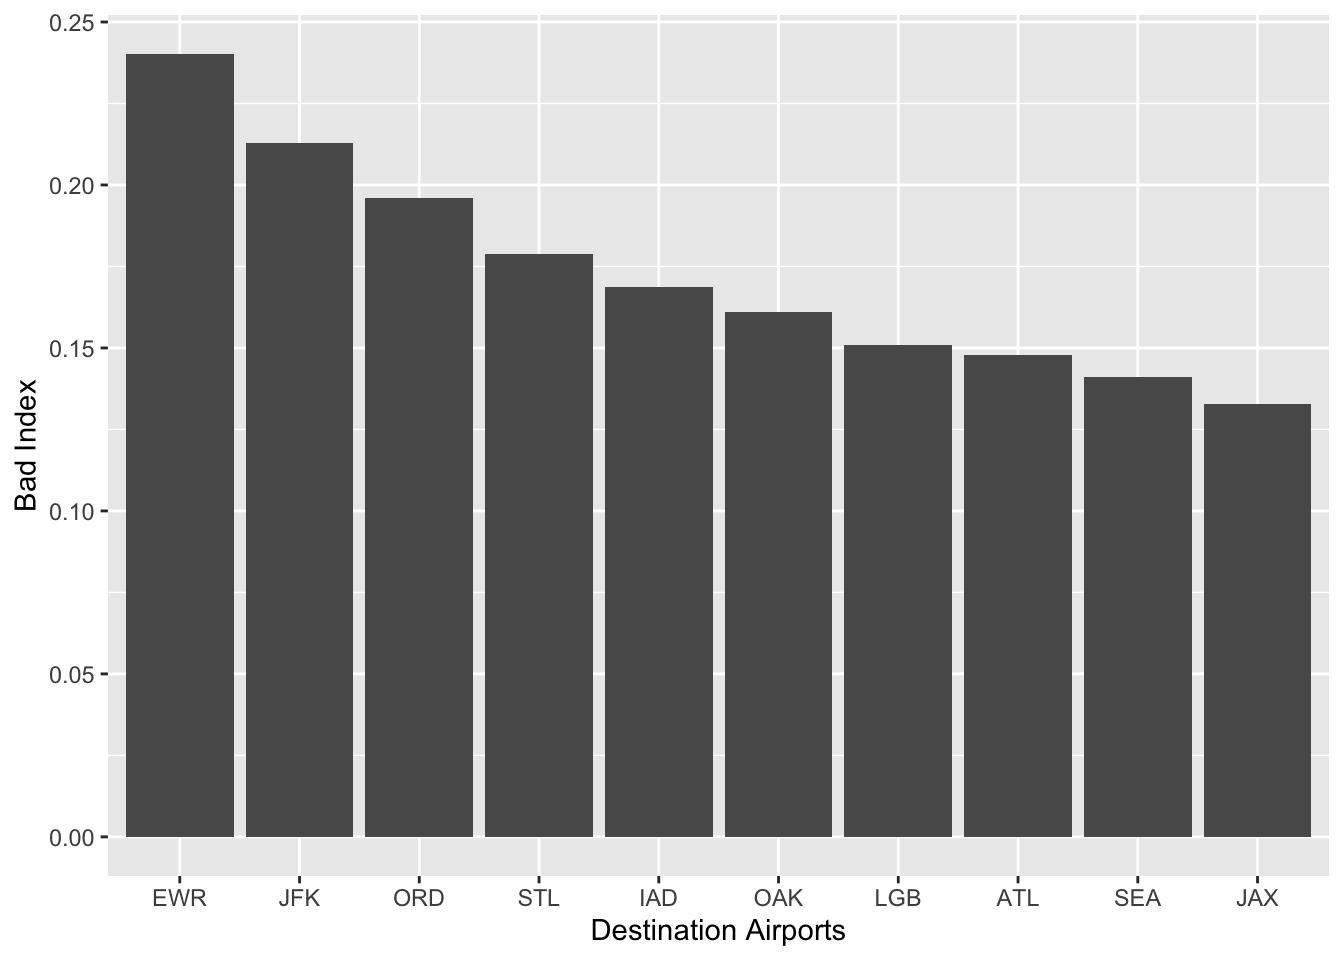 0.25
0.20
0.15
0.10
0.05
0.00
Bad Index
EWR JFK ORD STL IAD OAK LGB ATL SEA JAX
Destination Airports